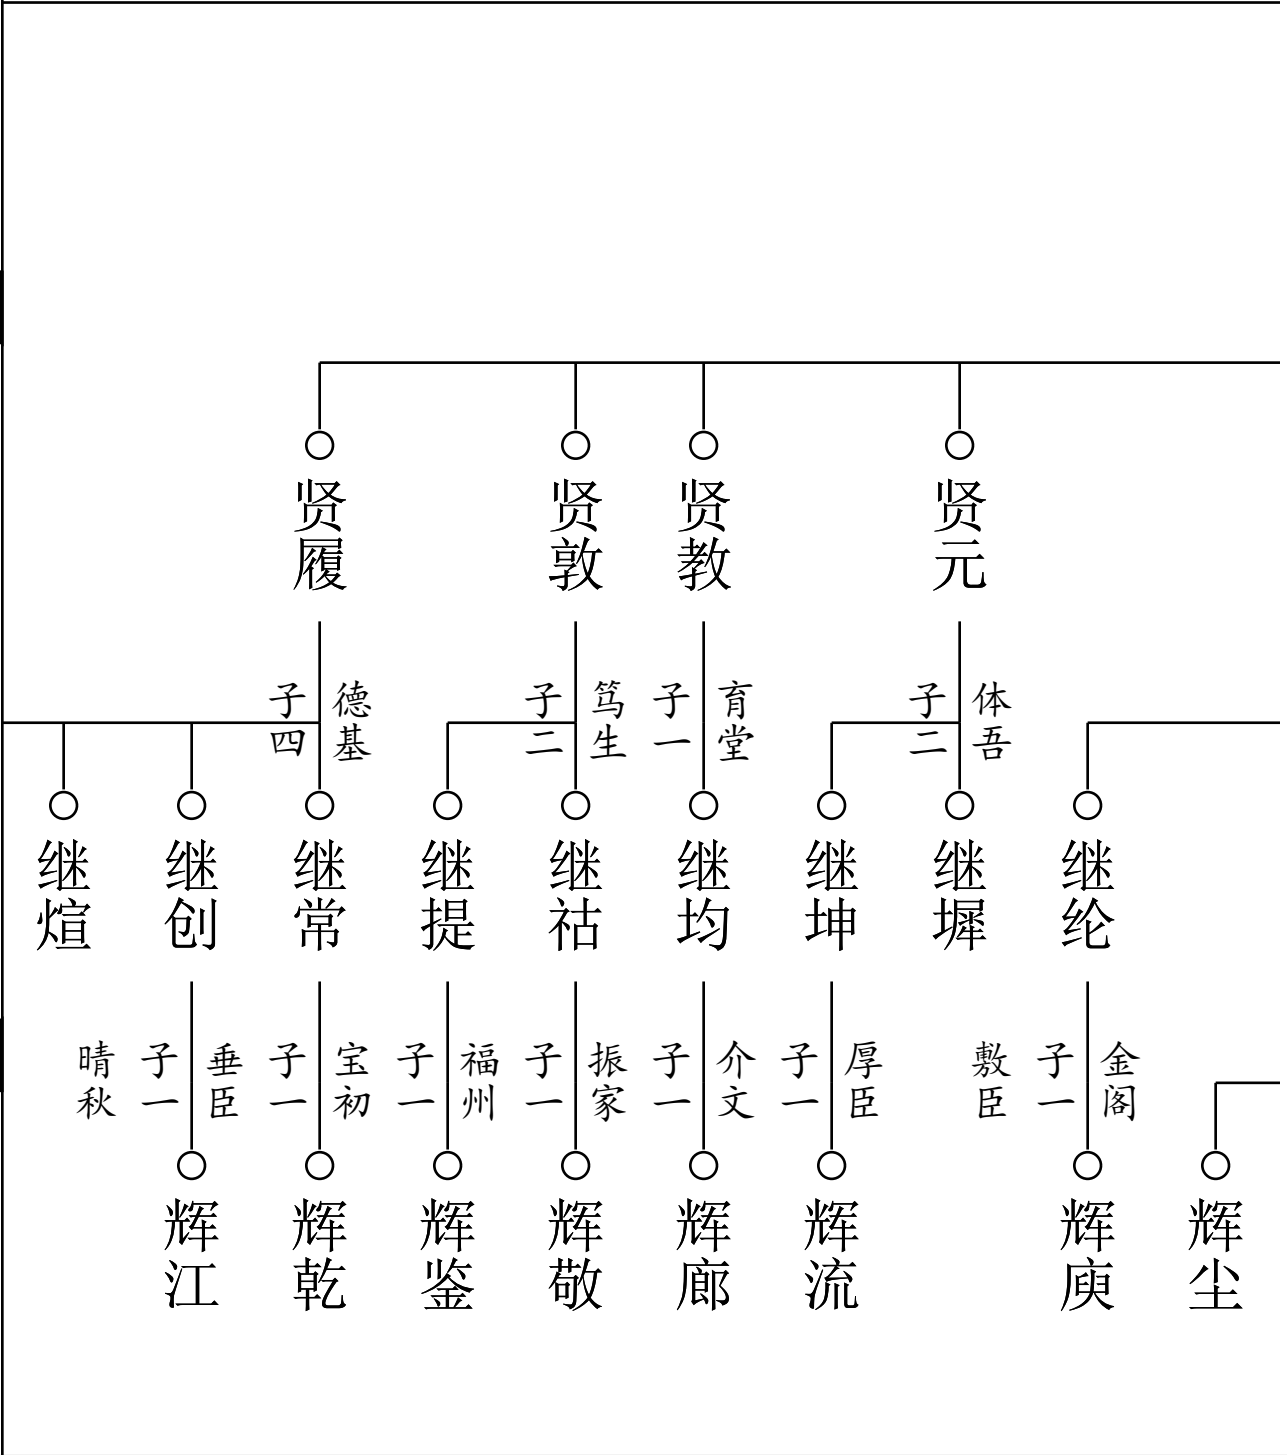 贤元
贤教
贤敦
贤履
体吾
子二
育堂
子一
笃生
子二
德基
子四
继纶
继墀
继坤
继均
继祜
继提
继常
继创
继煊
金阁
子一
敷臣
厚臣
子一
介文
子一
振家
子一
福州
子一
宝初
子一
垂臣
子一
晴秋
辉尘
辉庾
辉流
辉廊
辉敬
辉鉴
辉乾
辉江